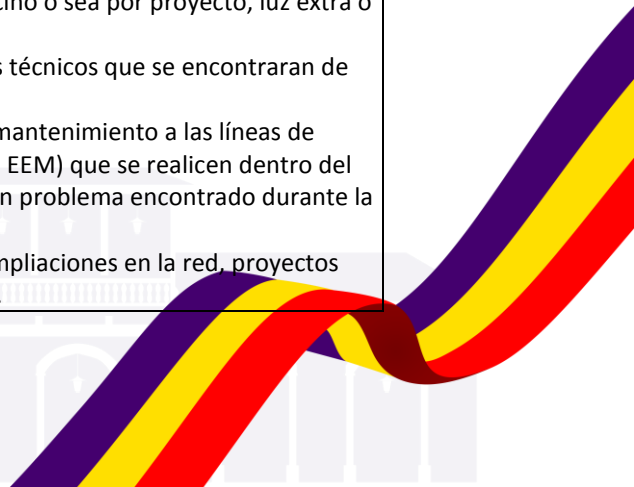 cino o sea por proyecto, luz extra o
s técnicos que se encontraran de
mantenimiento a las líneas de
EEM) que se realicen dentro del
n problema encontrado durante la
mpliaciones en la red, proyectos